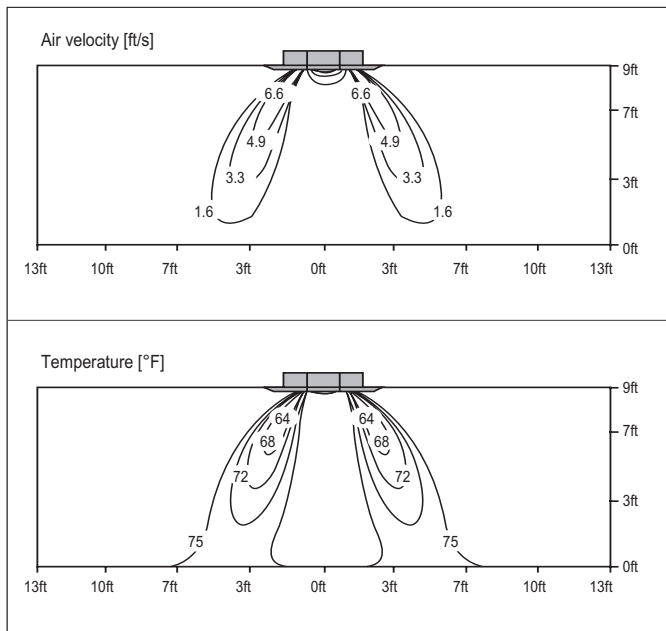 Air velocity [ft/s]
9ft
6.6 6.6
7ft
4.9 4.9
3.3 3.3
3ft
1.6 1.6
0ft
13ft 10ft 7ft 3ft 0ft 3ft 7ft 10ft 13ft
Temperature [°F]
9ft
64 64
7ft
68 68
72 72
3ft
75 75
0ft
13ft 10ft 7ft 3ft 0ft 3ft 7ft 10ft 13ft